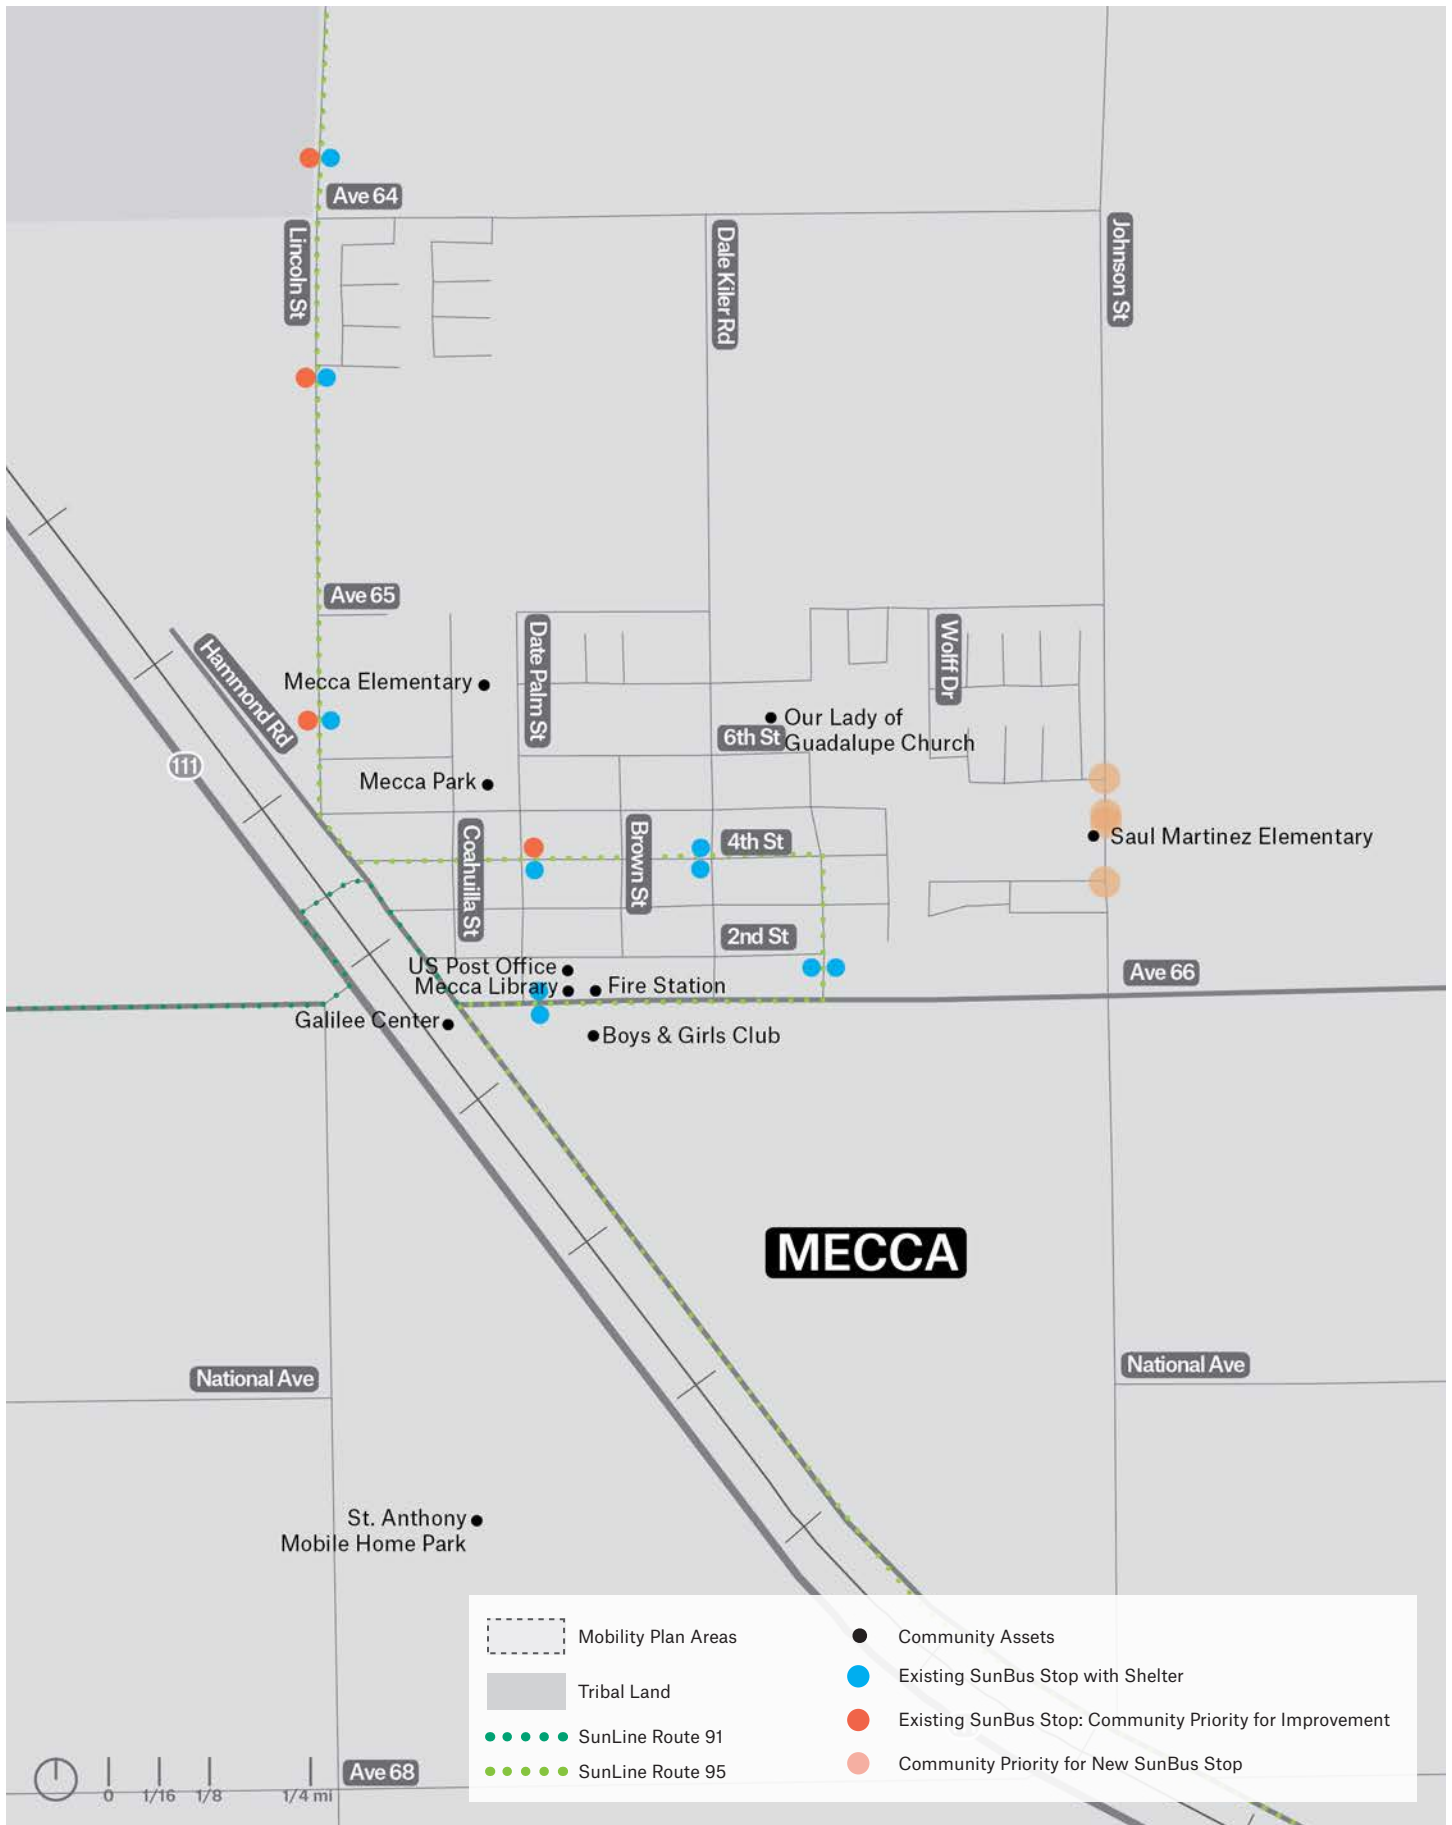 Ave 64
Lincoln St
Dale Kiler Rd
Johnson St
Ave 65
Hammond Rd
Date Palm St
Wolff Dr
Mecca Elementary
Our Lady of
Guadalupe Church
6th St
111
Mecca Park
Coahuilla St
Brown St
4th St
Saul Martinez Elementary
2nd St
US Post Office
Mecca Library
Fire Station
Ave 66
Galilee Center
Boys & Girls Club
MECCA
National Ave
National Ave
St. Anthony
Mobile Home Park
Mobility Plan Areas
Tribal Land
SunLine Route 91
SunLine Route 95
Community Assets
Existing SunBus Stop with Shelter
Existing SunBus Stop: Community Priority for Improvement
Community Priority for New SunBus Stop
Ave 68
0 1/16 1/8 1/4 mi